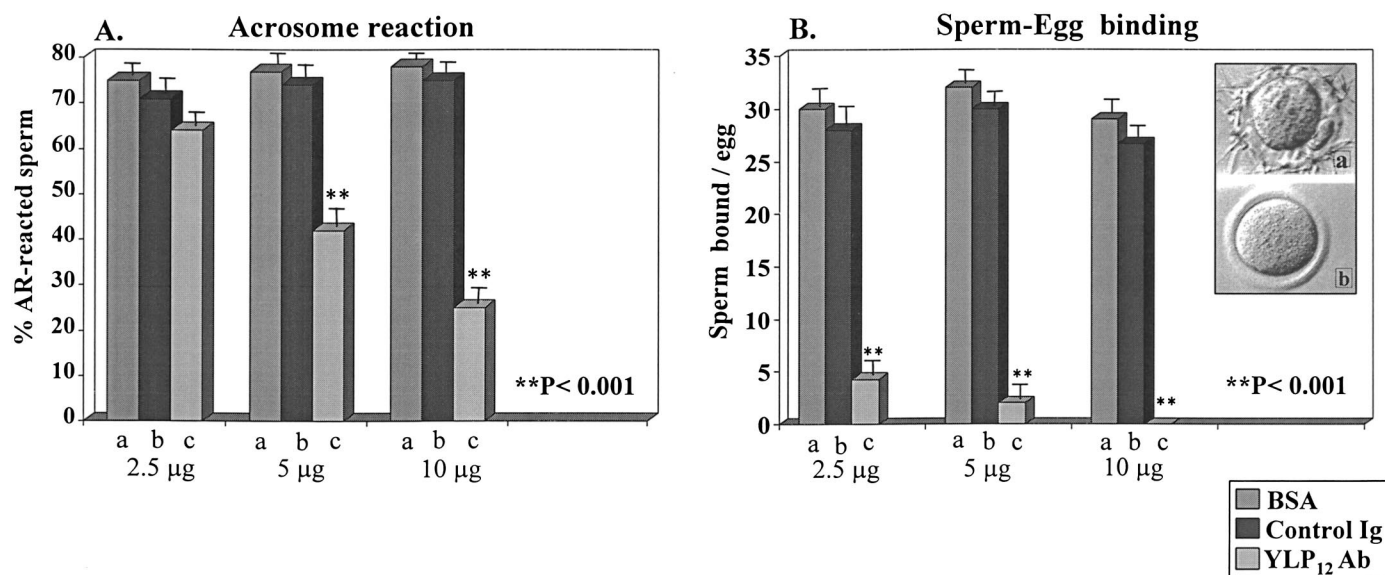 A. Acrosome reaction
% AR-reacted sperm
80
70
60
50
40
30
20
10
0
**
**
**P< 0.001
a b c a b c a b c
2.5 µg 5 µg 10 µg
B. Sperm-Egg binding
Sperm bound / egg
35
30
25
20
15
10
5
0
a
b
**
**
**
**P< 0.001
a b c a b c a b c
2.5 µg 5 µg 10 µg
BSA
Control Ig
YLP₁₂ Ab